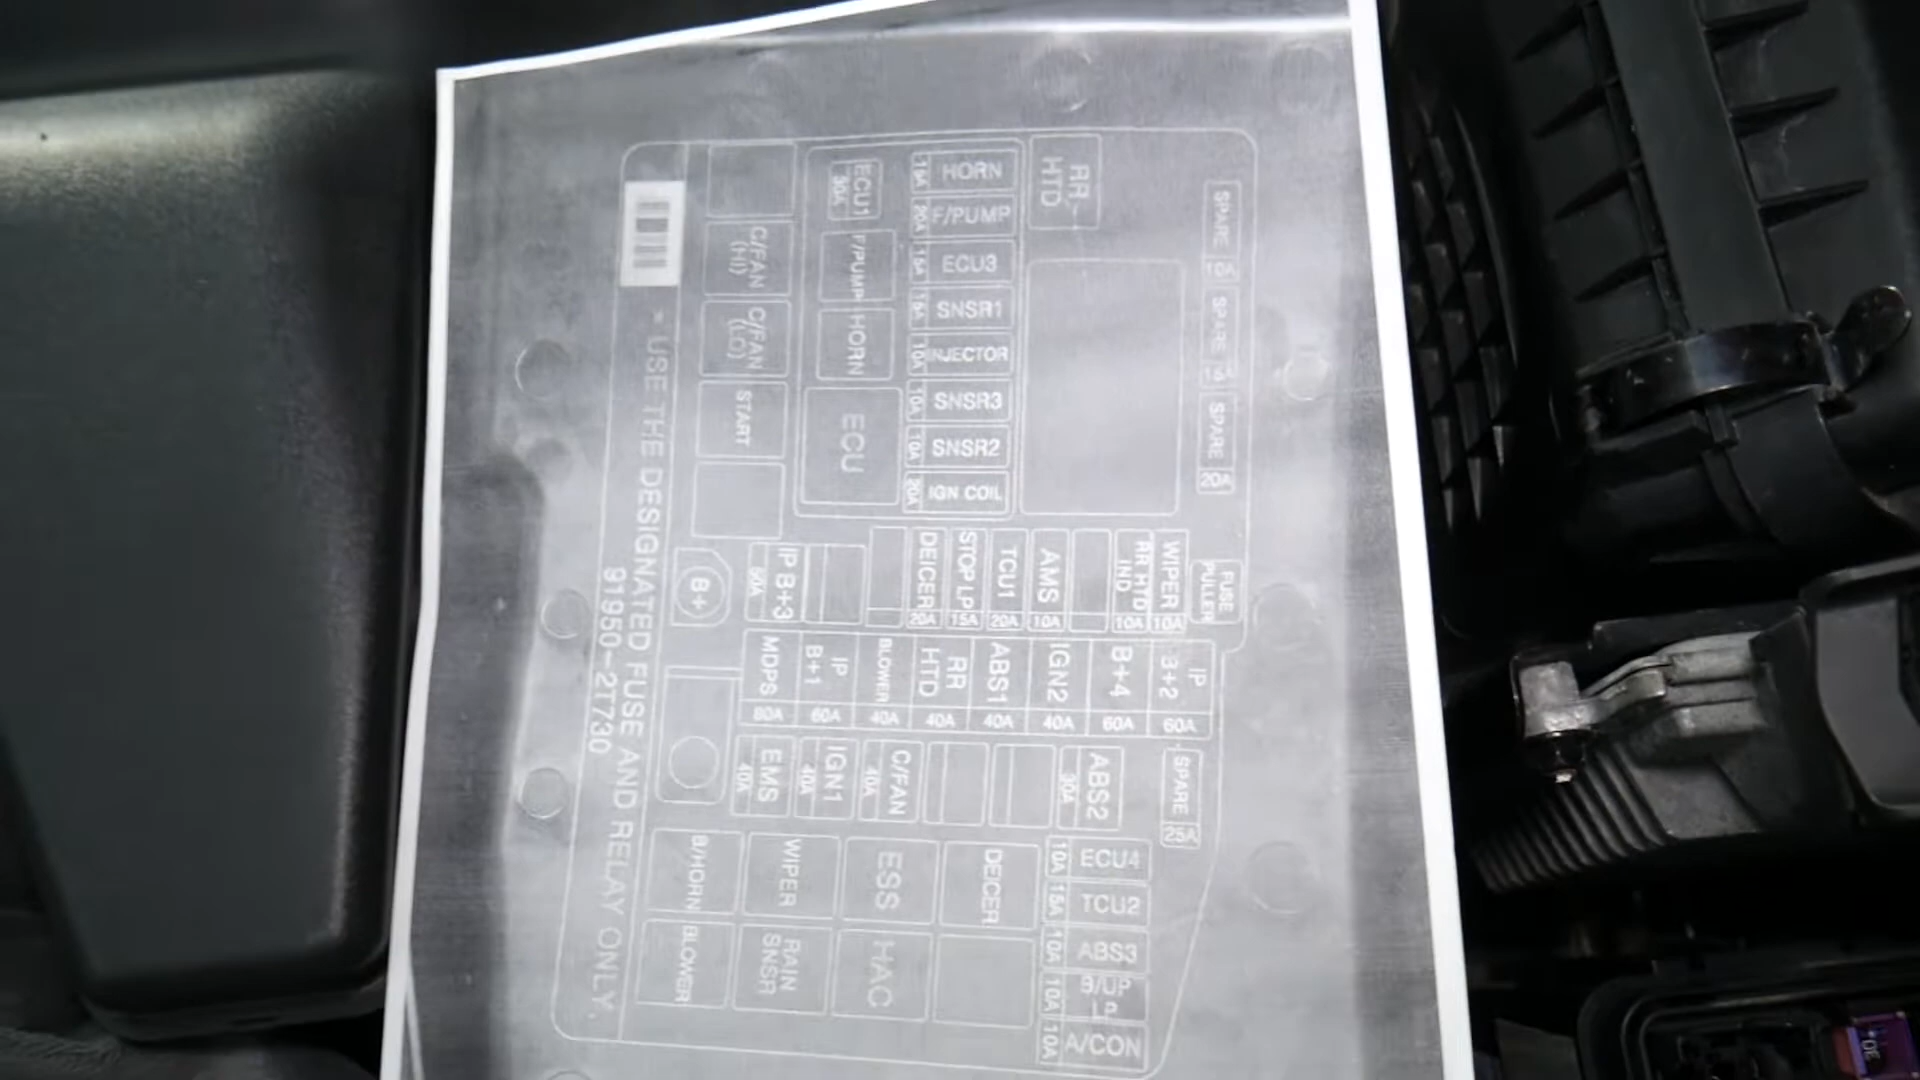 HORN
15A
F/PUMP
20A
ECU3
15A
SNSR1
15A
INJECTOR
10A
SNSR3
10A
SNSR2
10A
IGN COIL
20A
RR
HTD
SPARE
10A
SPARE
15A
SPARE
20A
ECU1
30A
F/PUMP
HORN
ECU
C/FAN
(HI)
C/FAN
(LO)
START
B+
IP B+3
60A
DEICER
20A
STOP LP
15A
TCU1
20A
AMS
10A
RR HTD
IND
10A
WIPER
10A
FUSE
PULLER
MDPS
80A
IP
B+1
60A
BLOWER
40A
RR
HTD
40A
ABS1
40A
IGN2
40A
B+4
60A
IP
B+2
60A
EMS
40A
IGN1
40A
C/FAN
40A
ABS2
30A
SPARE
25A
B/HORN
WIPER
ESS
DEICER
BLOWER
RAIN
SNSR
HAC
10A
ECU4
15A
TCU2
10A
ABS3
10A
B/UP
LP
10A
A/CON
* USE THE DESIGNATED FUSE AND RELAY ONLY.
91950-2T730
30